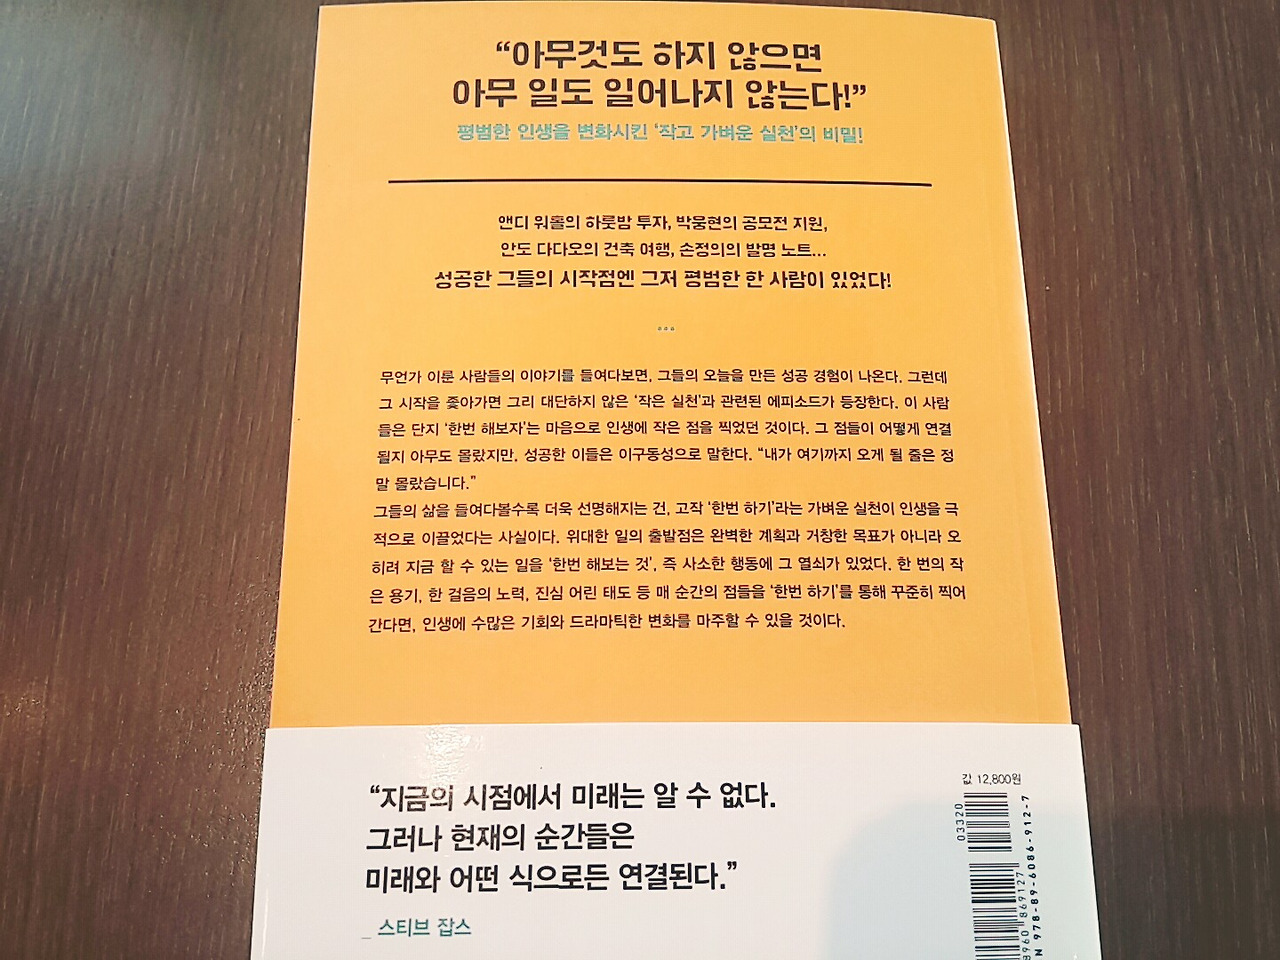 “아무것도 하지 않으면
아무 일도 일어나지 않는다!”
평범한 인생을 변화시킨 ‘작고 가벼운 실천’의 비밀!
앤디 워홀의 하룻밤 투자, 박웅현의 공모전 지원,
안도 다다오의 건축 여행, 손정의의 발명 노트...
성공한 그들의 시작점엔 그저 평범한 한 사람이 있었다!
무언가 이룬 사람들의 이야기를 들여다보면, 그들의 오늘을 만든 성공 경험이 나온다. 그런데
그 시작을 좇아가면 그리 대단하지 않은 ‘작은 실천’과 관련된 에피소드가 등장한다. 이 사람
들은 단지 ‘한번 해보자’는 마음으로 인생에 작은 점을 찍었던 것이다. 그 점들이 어떻게 연결
될지 아무도 몰랐지만, 성공한 이들은 이구동성으로 말한다. “내가 여기까지 오게 될 줄은 정
말 몰랐습니다.”
그들의 삶을 들여다볼수록 더욱 선명해지는 건, 고작 ‘한번 하기’라는 가벼운 실천이 인생을 극
적으로 이끌었다는 사실이다. 위대한 일의 출발점은 완벽한 계획과 거창한 목표가 아니라 오
히려 지금 할 수 있는 일을 ‘한번 해보는 것’, 즉 사소한 행동에 그 열쇠가 있었다. 한 번의 작
은 용기, 한 걸음의 노력, 진심 어린 태도 등 매 순간의 점들을 ‘한번 하기’를 통해 꾸준히 찍어
간다면, 인생에 수많은 기회와 드라마틱한 변화를 마주할 수 있을 것이다.
“지금의 시점에서 미래는 알 수 없다.
그러나 현재의 순간들은
미래와 어떤 식으로든 연결된다.”
_ 스티브 잡스
값 12,800원
03320
8960 869127
N 978-89-6086-912-7